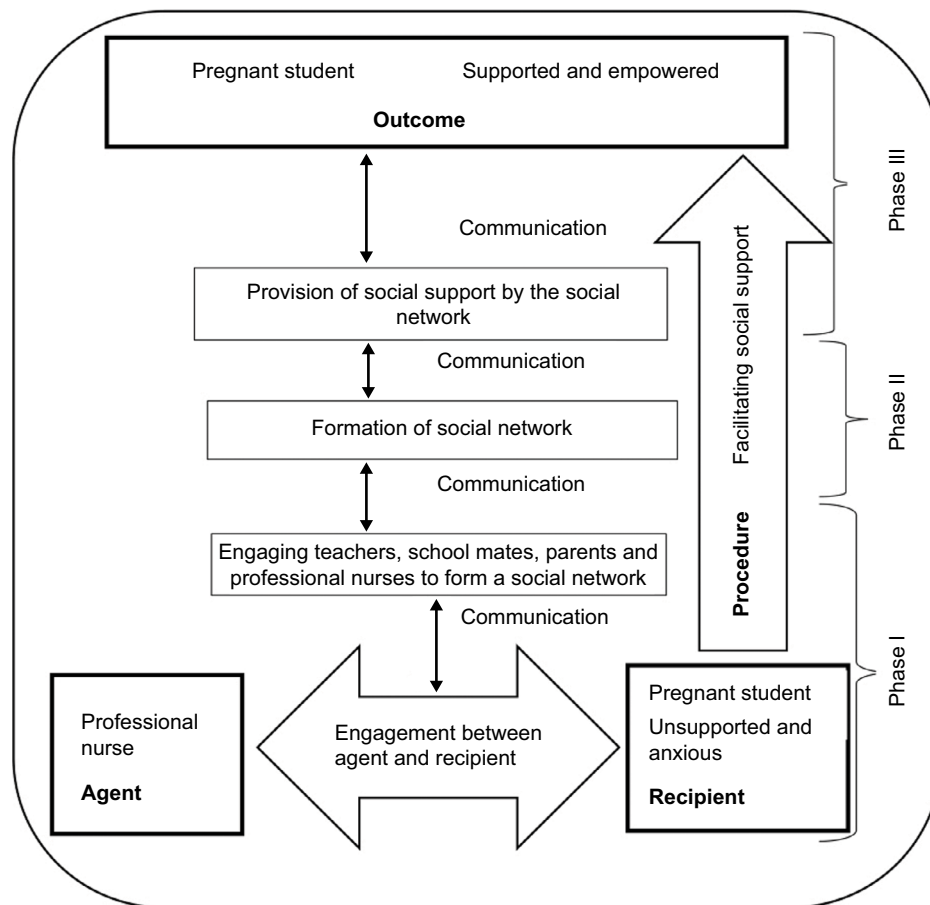 Pregnant student
Supported and empowered
Outcome
Communication
Provision of social support by the social
network
Communication
Formation of social network
Communication
Engaging teachers, school mates, parents and
professional nurses to form a social network
Communication
Professional
nurse
Agent
Engagement between
agent and recipient
Pregnant student
Unsupported and
anxious
Recipient
Procedure Facilitating social support
Phase III
Phase II
Phase I